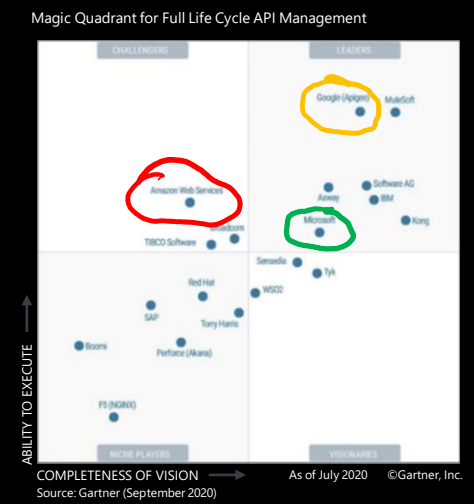 Magic Quadrant for Full Life Cycle API Management
CHALLENGERS
LEADERS
Google (Apigee)
MuleSoft
Amazon Web Services
Axway
Software AG
IBM
Microsoft
Kong
Broadcom
TIBCO Software
Sensedia
Tyk
WSO2
Red Hat
SAP
Torry Harris
Boomi
Perforce (Akana)
F5 (NGINX)
NICHE PLAYERS
VISIONARIES
ABILITY TO EXECUTE
COMPLETENESS OF VISION
As of July 2020 ©Gartner, Inc.
Source: Gartner (September 2020)